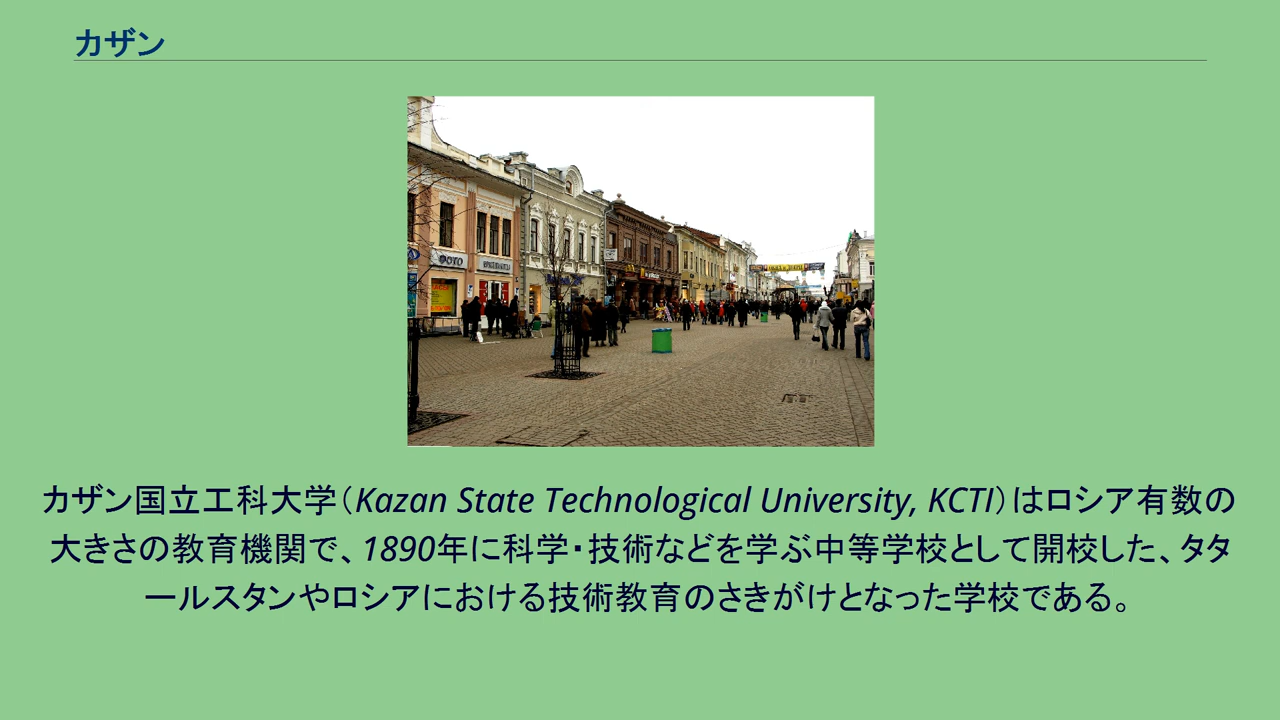 カザン
ФОТО
カザン国立工科大学（Kazan State Technological University, KCTI）はロシア有数の
大きさの教育機関で、1890年に科学・技術などを学ぶ中等学校として開校した、タタ
ールスタンやロシアにおける技術教育のさきがけとなった学校である。